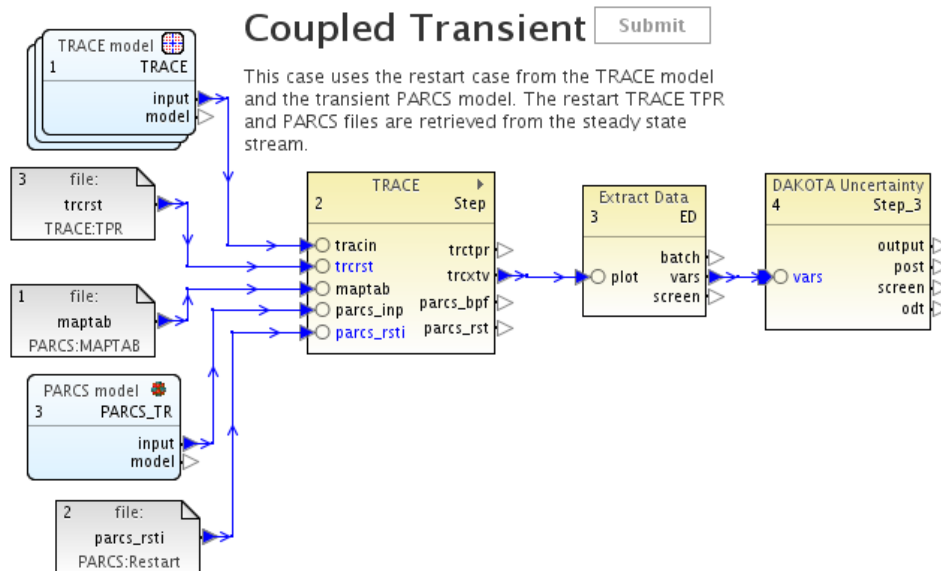 Coupled Transient
Submit
This case uses the restart case from the TRACE model
and the transient PARCS model. The restart TRACE TPR
and PARCS files are retrieved from the steady state
stream.
TRACE model
1 TRACE
input
model
3 file:
trcrst
TRACE:TPR
1 file:
maptab
PARCS:MAPTAB
PARCS model
3 PARCS_TR
input
model
2 file:
parcs_rsti
PARCS:Restart
TRACE
2 Step
tracin
trcrst
maptab
parcs_inp
parcs_rsti
trctpr
trcxtv
parcs_bpf
parcs_rst
Extract Data
3 ED
plot
batch
vars
screen
DAKOTA Uncertainty
4 Step_3
vars
output
post
screen
odt